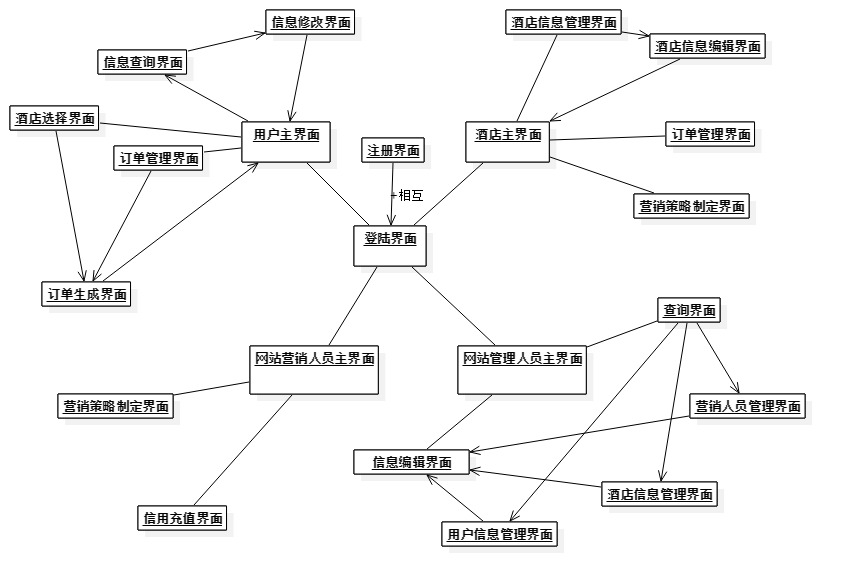 信息修改界面
酒店信息管理界面
酒店信息编辑界面
信息查询界面
酒店选择界面
用户主界面
酒店主界面
订单管理界面
注册界面
订单管理界面
+相互
营销策略制定界面
登陆界面
订单生成界面
查询界面
网站营销人员主界面
网站管理人员主界面
营销策略制定界面
营销人员管理界面
信息编辑界面
酒店信息管理界面
信用充值界面
用户信息管理界面